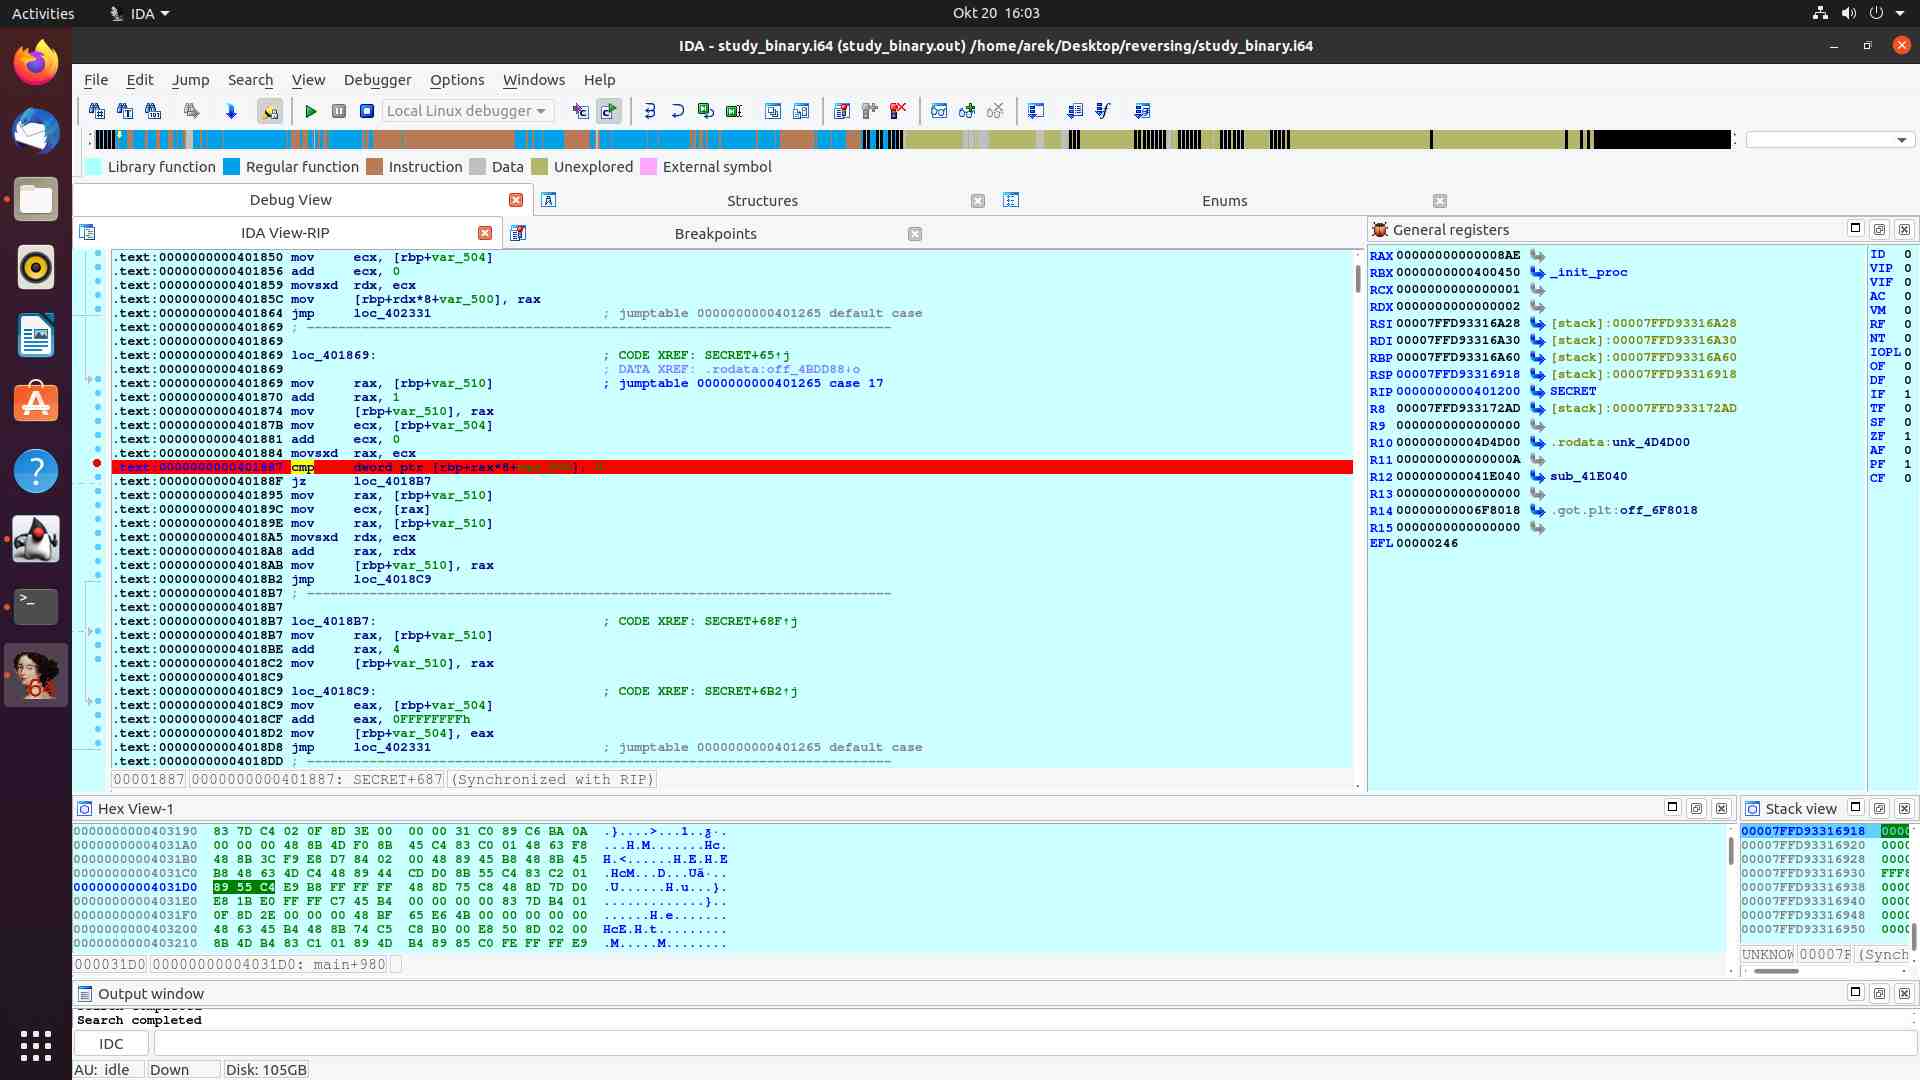 Activities
IDA
Okt 20 16:03
IDA - study_binary.i64 (study_binary.out) /home/arek/Desktop/reversing/study_binary.i64
File Edit Jump Search View Debugger Options Windows Help
Local Linux debugger
Library function Regular function Instruction Data Unexplored External symbol
Debug View
Structures
Enums
IDA View-RIP
Breakpoints
.text:0000000000401850 mov ecx, [rbp+var_504]
.text:0000000000401856 add ecx, 0
.text:0000000000401859 movsxd rdx, ecx
.text:000000000040185C mov [rbp+rdx*8+var_500], rax
.text:0000000000401864 jmp loc_402331 ; jumptable 0000000000401265 default case
.text:0000000000401869 ; ---------------------------------------------------------------------------
.text:0000000000401869
.text:0000000000401869 loc_401869: ; CODE XREF: SECRET+65↑j
.text:0000000000401869 ; DATA XREF: .rodata:off_4BDD88↓o
.text:0000000000401869 mov rax, [rbp+var_510] ; jumptable 0000000000401265 case 17
.text:0000000000401870 add rax, 1
.text:0000000000401874 mov [rbp+var_510], rax
.text:000000000040187B mov ecx, [rbp+var_504]
.text:0000000000401881 add ecx, 0
.text:0000000000401884 movsxd rax, ecx
.text:0000000000401887 cmp dword ptr [rbp+rax*8+
.text:000000000040188F jz loc_4018B7
.text:0000000000401895 mov rax, [rbp+var_510]
.text:000000000040189C mov ecx, [rax]
.text:000000000040189E mov rax, [rbp+var_510]
.text:00000000004018A5 movsxd rdx, ecx
.text:00000000004018A8 add rax, rdx
.text:00000000004018AB mov [rbp+var_510], rax
.text:00000000004018B2 jmp loc_4018C9
.text:00000000004018B7 ; ---------------------------------------------------------------------------
.text:00000000004018B7
.text:00000000004018B7 loc_4018B7: ; CODE XREF: SECRET+68F↑j
.text:00000000004018B7 mov rax, [rbp+var_510]
.text:00000000004018BE add rax, 4
.text:00000000004018C2 mov [rbp+var_510], rax
.text:00000000004018C9
.text:00000000004018C9 loc_4018C9: ; CODE XREF: SECRET+6B2↑j
.text:00000000004018C9 mov eax, [rbp+var_504]
.text:00000000004018CF add eax, 0FFFFFFFFh
.text:00000000004018D2 mov [rbp+var_504], eax
.text:00000000004018D8 jmp loc_402331 ; jumptable 0000000000401265 default case
.text:00000000004018DD ; ---------------------------------------------------------------------------
00001887 0000000000401887: SECRET+687 (Synchronized with RIP)
General registers
RAX 00000000000008AE
RBX 0000000000400450 _init_proc
RCX 0000000000000001
RDX 0000000000000002
RSI 00007FFD93316A28 [stack]:00007FFD93316A28
RDI 00007FFD93316A30 [stack]:00007FFD93316A30
RBP 00007FFD93316A60 [stack]:00007FFD93316A60
RSP 00007FFD93316918 [stack]:00007FFD93316918
RIP 0000000000401200 SECRET
R8 00007FFD933172AD [stack]:00007FFD933172AD
R9 0000000000000000
R10 00000000004D4D00 .rodata:unk_4D4D00
R11 000000000000000A
R12 000000000041E040 sub_41E040
R13 0000000000000000
R14 00000000006F8018 .got.plt:off_6F8018
R15 0000000000000000
EFL 00000246
ID 0
VIP 0
VIF 0
AC 0
VM 0
RF 0
NT 0
IOPL 0
OF 0
DF 0
IF 1
TF 0
SF 0
ZF 1
AF 0
PF 1
CF 0
Hex View-1
0000000000403190 83 7D C4 02 0F 8D 3E 00 00 00 31 C0 89 C6 BA 0A
00000000004031A0 00 00 00 48 8B 4D F0 8B 45 C4 83 C0 01 48 63 F8
00000000004031B0 48 8B 3C F9 E8 D7 84 02 00 48 89 45 B8 48 8B 45
00000000004031C0 B8 48 63 4D C4 48 89 44 CD D0 8B 55 C4 83 C2 01
00000000004031D0 89 55 C4 E9 B8 FF FF FF 48 8D 75 C8 48 8D 7D D0
00000000004031E0 E8 1B E0 FF FF C7 45 B4 00 00 00 00 83 7D B4 01
00000000004031F0 0F 8D 2E 00 00 00 48 BF 65 E6 4B 00 00 00 00 00
0000000000403200 48 63 45 B4 48 8B 74 C5 C8 B0 00 E8 50 8D 02 00
0000000000403210 8B 4D B4 83 C1 01 89 4D B4 89 85 C0 FE FF FF E9
000031D0 00000000004031D0: main+980
Stack view
00007FFD93316918 0000
00007FFD93316920
00007FFD93316928 0000
00007FFD93316930 FFF8
00007FFD93316938 0000
00007FFD93316940 0000
00007FFD93316948 0000
00007FFD93316950 0000
UNKNOW 00007F (Synch
Output window
Search completed
Search completed
IDC
AU: idle Down Disk: 105GB